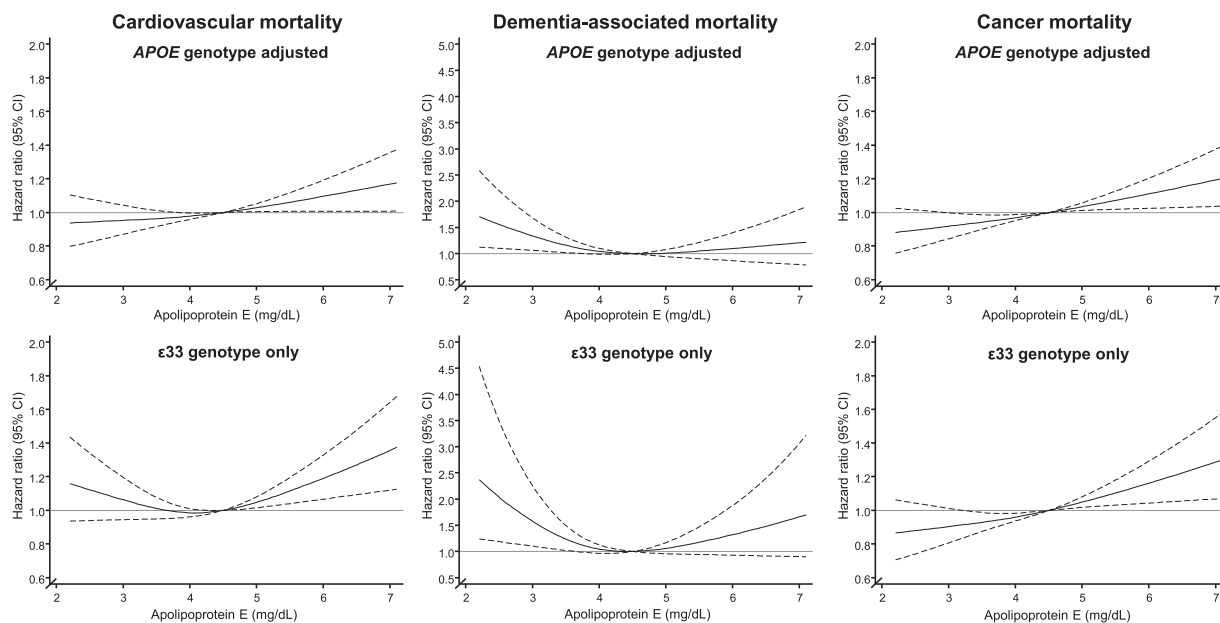 Cardiovascular mortality
APOE genotype adjusted
Hazard ratio (95% CI)
2.0
1.8
1.6
1.4
1.2
1.0
0.8
0.6
2 3 4 5 6 7
Apolipoprotein E (mg/dL)
Dementia-associated mortality
APOE genotype adjusted
Hazard ratio (95% CI)
5.0
4.5
4.0
3.5
3.0
2.5
2.0
1.5
1.0
0.5
2 3 4 5 6 7
Apolipoprotein E (mg/dL)
Cancer mortality
APOE genotype adjusted
Hazard ratio (95% CI)
2.0
1.8
1.6
1.4
1.2
1.0
0.8
0.6
2 3 4 5 6 7
Apolipoprotein E (mg/dL)
ε33 genotype only
Hazard ratio (95% CI)
2.0
1.8
1.6
1.4
1.2
1.0
0.8
0.6
2 3 4 5 6 7
Apolipoprotein E (mg/dL)
ε33 genotype only
Hazard ratio (95% CI)
5.0
4.5
4.0
3.5
3.0
2.5
2.0
1.5
1.0
0.5
2 3 4 5 6 7
Apolipoprotein E (mg/dL)
ε33 genotype only
Hazard ratio (95% CI)
2.0
1.8
1.6
1.4
1.2
1.0
0.8
0.6
2 3 4 5 6 7
Apolipoprotein E (mg/dL)